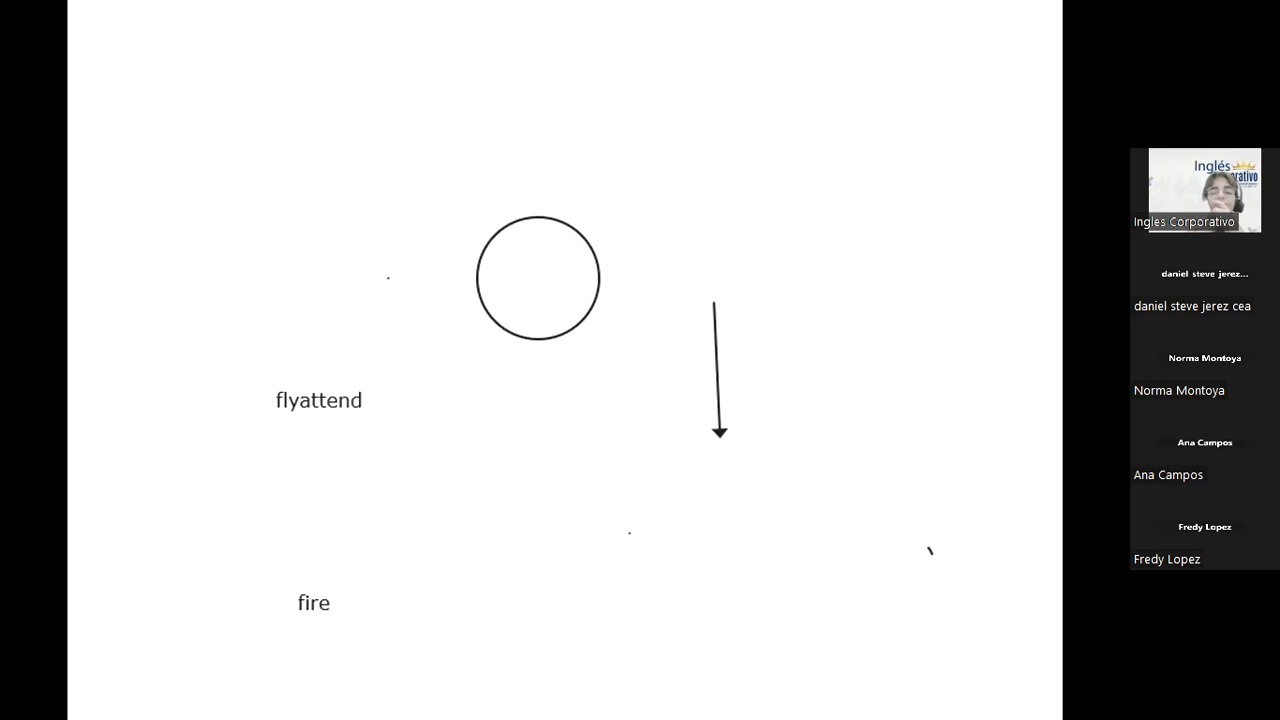 flyattend
fire
Inglés
orativo
Ingles Corporativo
daniel steve jerez...
daniel steve jerez cea
Norma Montoya
Norma Montoya
Ana Campos
Ana Campos
Fredy Lopez
Fredy Lopez